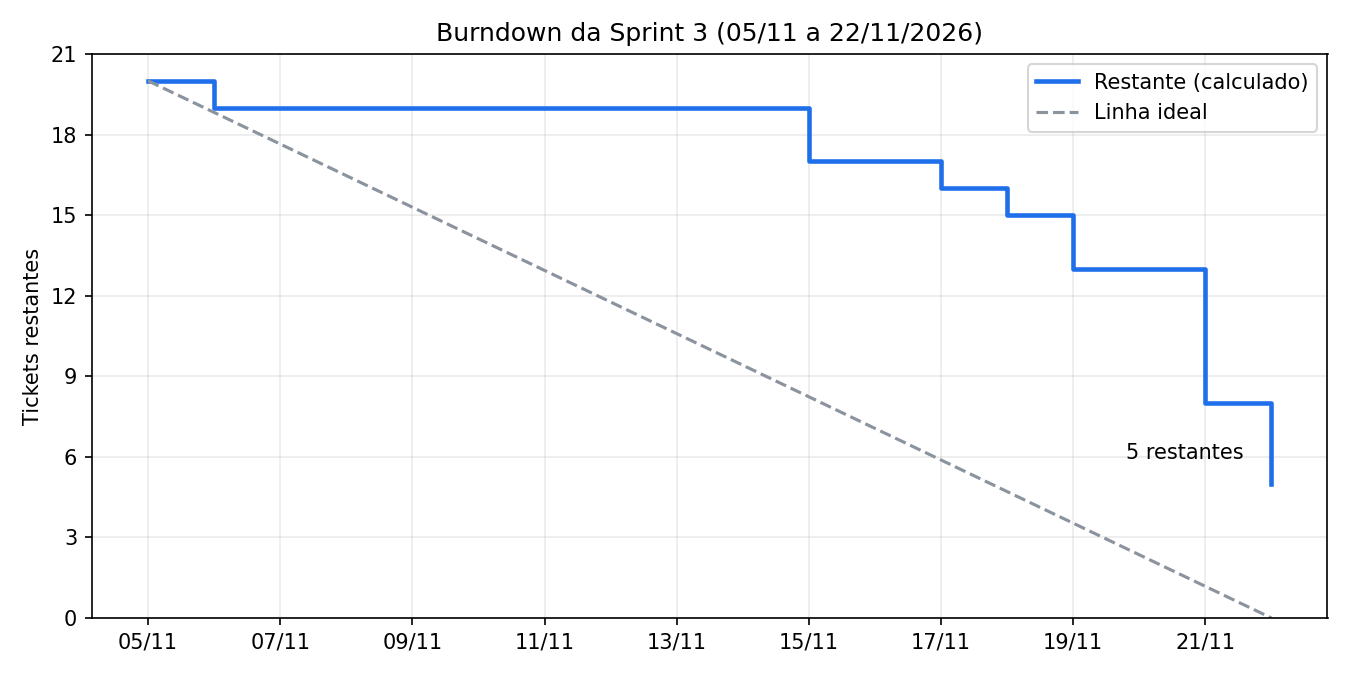 Burndown da Sprint 3 (05/11 a 22/11/2026)
Restante (calculado)
Linha ideal
Tickets restantes
21
18
15
12
9
6
3
0
5 restantes
05/11 07/11 09/11 11/11 13/11 15/11 17/11 19/11 21/11